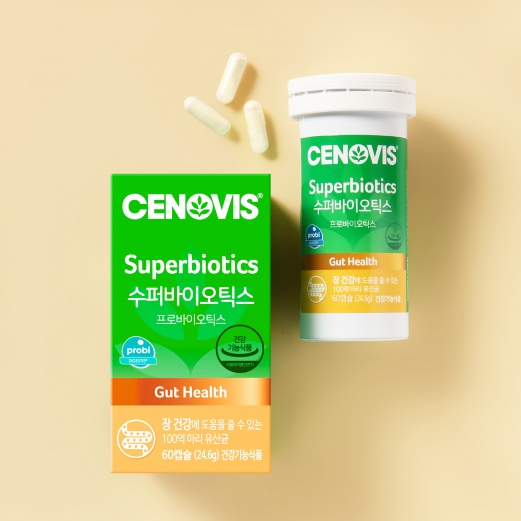 CENOVIS®
Superbiotics
수퍼바이오틱스
프로바이오틱스
probi
Gut Health
장 건강에 도움을 줄 수 있는
100억 마리 유산균
60캡슐 (24.6g) 건강기능식품
CENOVIS®
Superbiotics
수퍼바이오틱스
프로바이오틱스
probi
DIGESTIS®
건강
기능식품
Gut Health
장 건강에 도움을 줄 수 있는
100억 마리 유산균
60캡슐 (24.6g) 건강기능식품